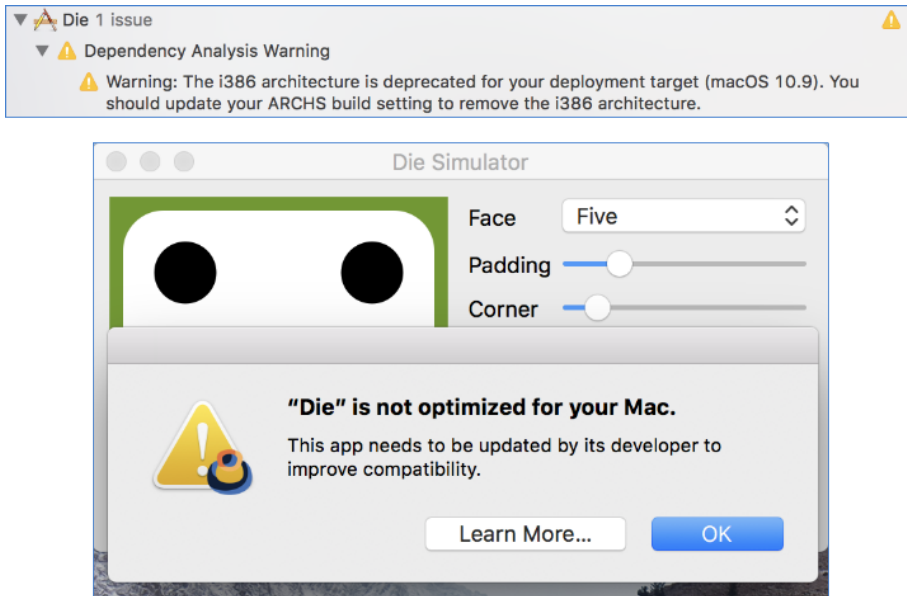 Die 1 issue
Dependency Analysis Warning
Warning: The i386 architecture is deprecated for your deployment target (macOS 10.9). You
should update your ARCHS build setting to remove the i386 architecture.
Die Simulator
Face
Five
Padding
Corner
“Die” is not optimized for your Mac.
This app needs to be updated by its developer to
improve compatibility.
Learn More...
OK